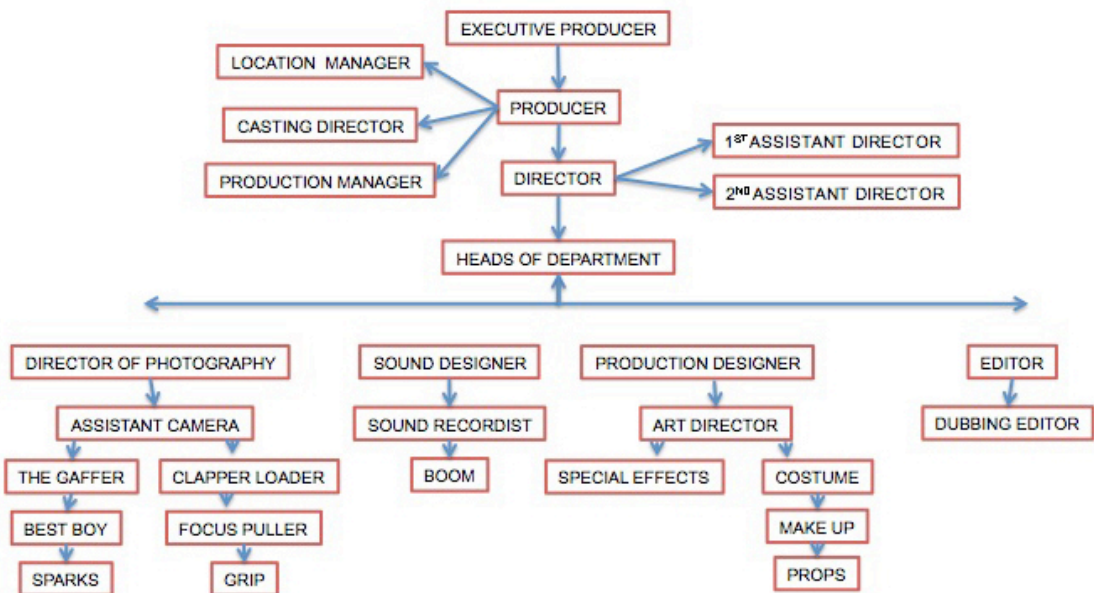 EXECUTIVE PRODUCER
LOCATION MANAGER
PRODUCER
CASTING DIRECTOR
1ST ASSISTANT DIRECTOR
PRODUCTION MANAGER
DIRECTOR
2ND ASSISTANT DIRECTOR
HEADS OF DEPARTMENT
DIRECTOR OF PHOTOGRAPHY
SOUND DESIGNER
PRODUCTION DESIGNER
EDITOR
ASSISTANT CAMERA
SOUND RECORDIST
ART DIRECTOR
DUBBING EDITOR
THE GAFFER
CLAPPER LOADER
BOOM
SPECIAL EFFECTS
COSTUME
BEST BOY
FOCUS PULLER
MAKE UP
SPARKS
GRIP
PROPS